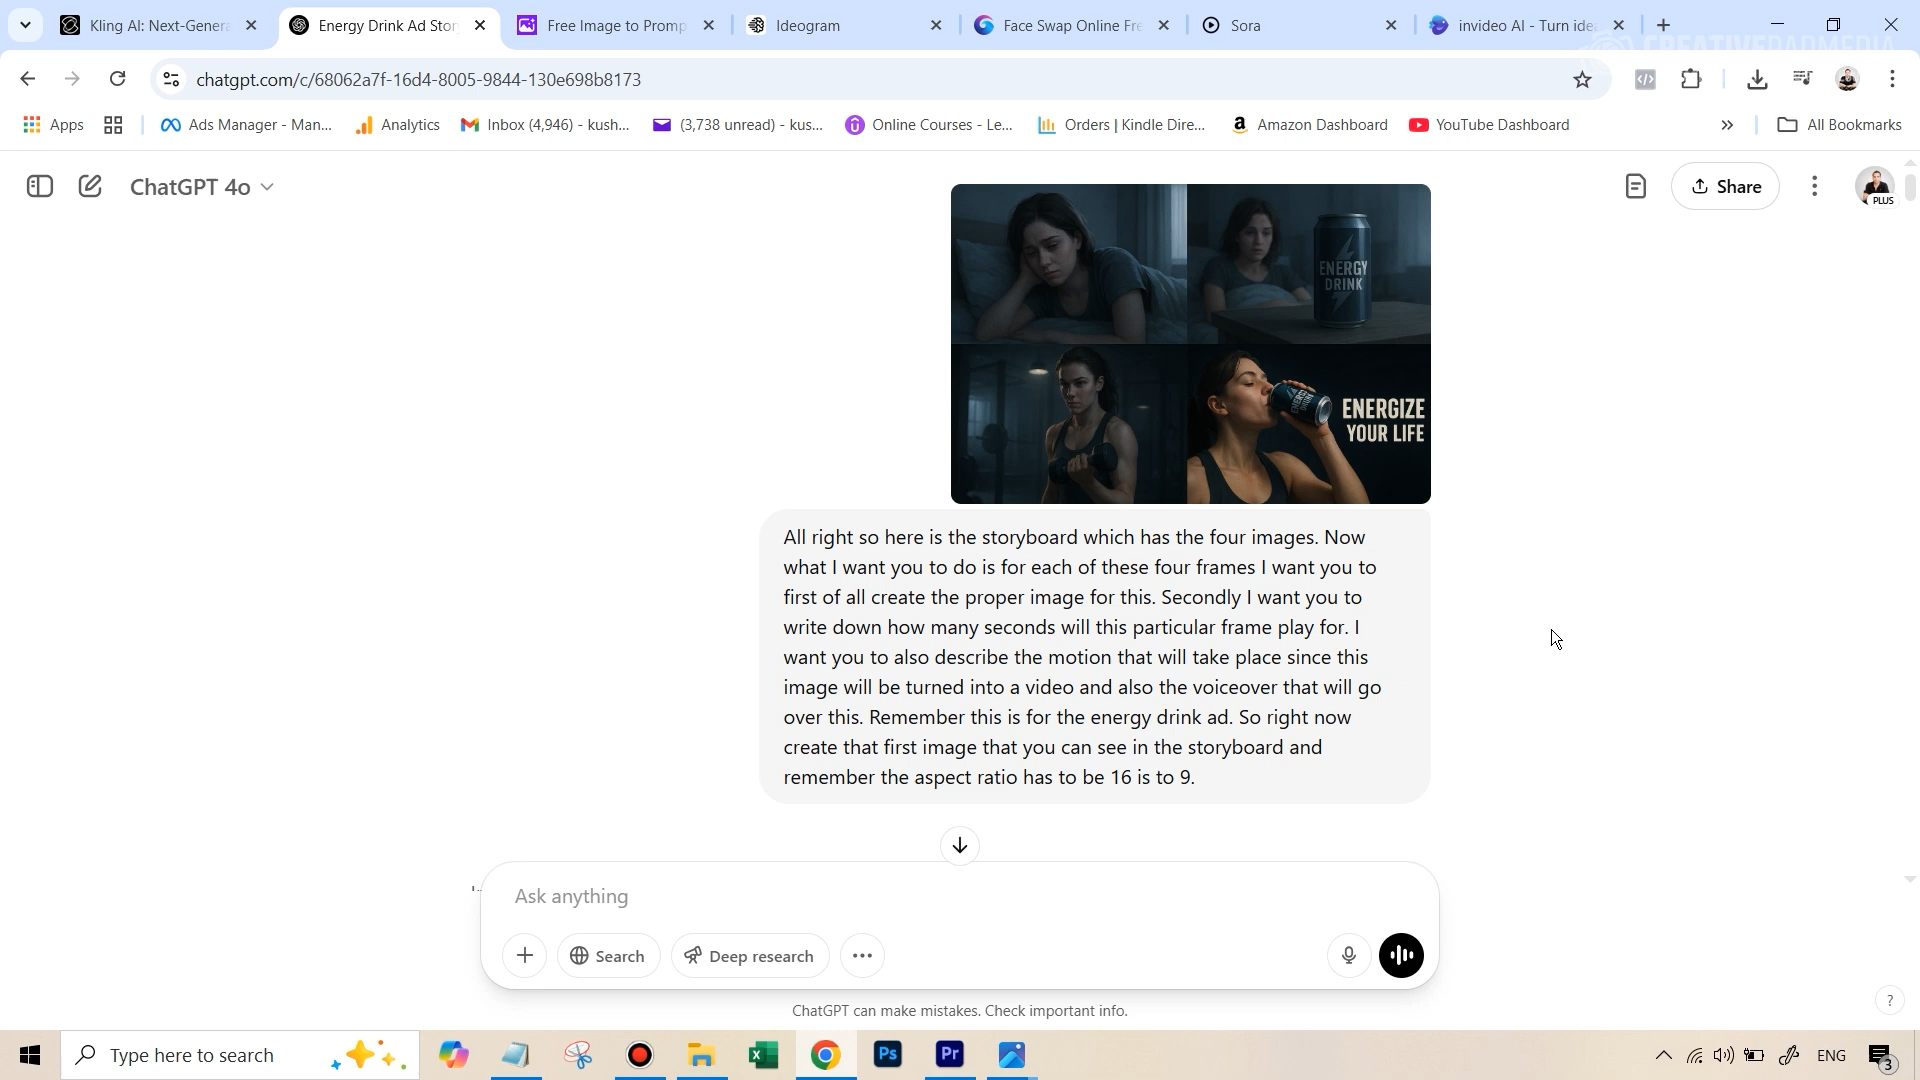 Kling AI: Next-Genera
Energy Drink Ad Stor
Free Image to Promp
Ideogram
Face Swap Online Fre
Sora
invideo AI - Turn ide
CREATIVEPADMEDIA
chatgpt.com/c/68062a7f-16d4-8005-9844-130e698b8173
Apps
Ads Manager - Man...
Analytics
Inbox (4,946) - kush...
(3,738 unread) - kus...
Online Courses - Le...
Orders | Kindle Dire...
Amazon Dashboard
YouTube Dashboard
All Bookmarks
ChatGPT 4o
Share
PLUS
ENERGY
DRINK
ENERGY
DRINK
ENERGIZE
YOUR LIFE
All right so here is the storyboard which has the four images. Now
what I want you to do is for each of these four frames I want you to
first of all create the proper image for this. Secondly I want you to
write down how many seconds will this particular frame play for. I
want you to also describe the motion that will take place since this
image will be turned into a video and also the voiceover that will go
over this. Remember this is for the energy drink ad. So right now
create that first image that you can see in the storyboard and
remember the aspect ratio has to be 16 is to 9.
Ask anything
Search
Deep research
ChatGPT can make mistakes. Check important info.
?
Type here to search
Ps
Pr
ENG
3